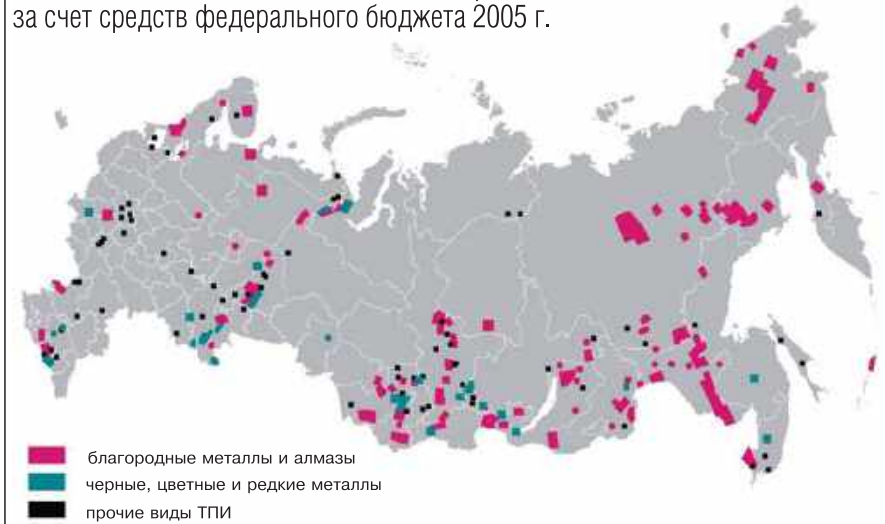 за счет средств федерального бюджета 2005 г.
благородные металлы и алмазы
черные, цветные и редкие металлы
прочие виды ТПИ